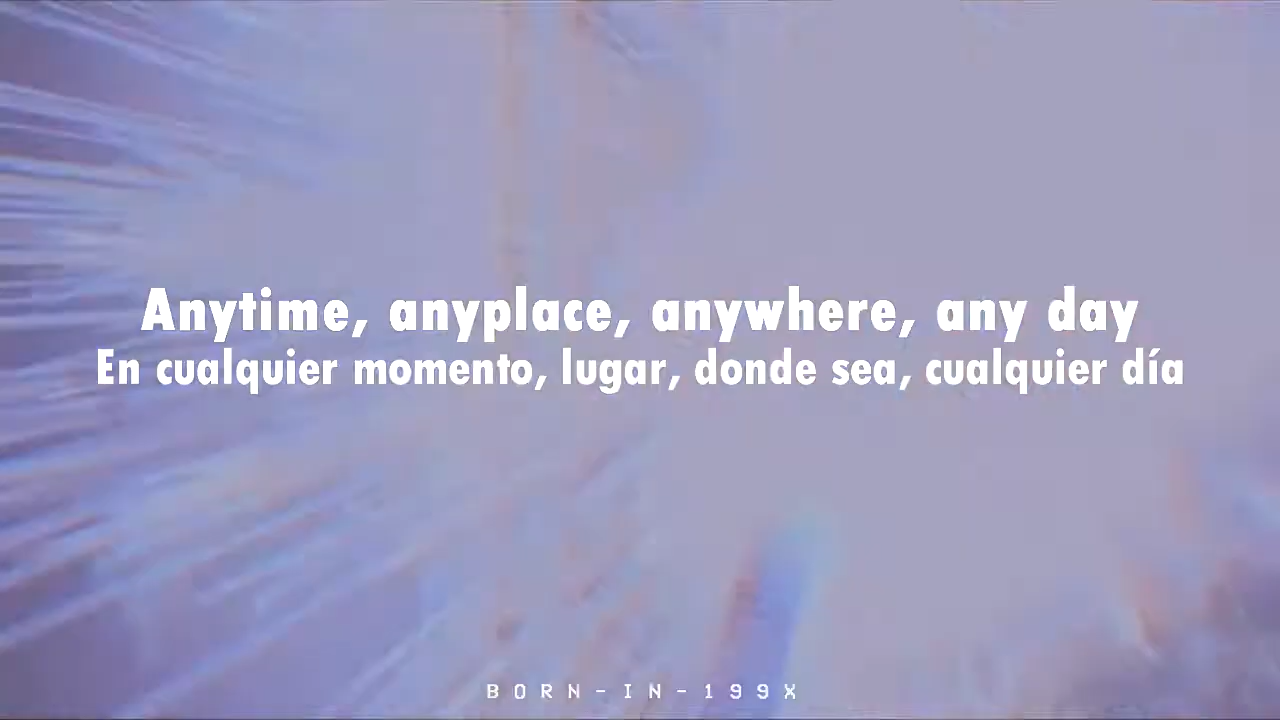 Anytime, anyplace, anywhere, any day
En cualquier momento, lugar, donde sea, cualquier día
BORN-IN-199X